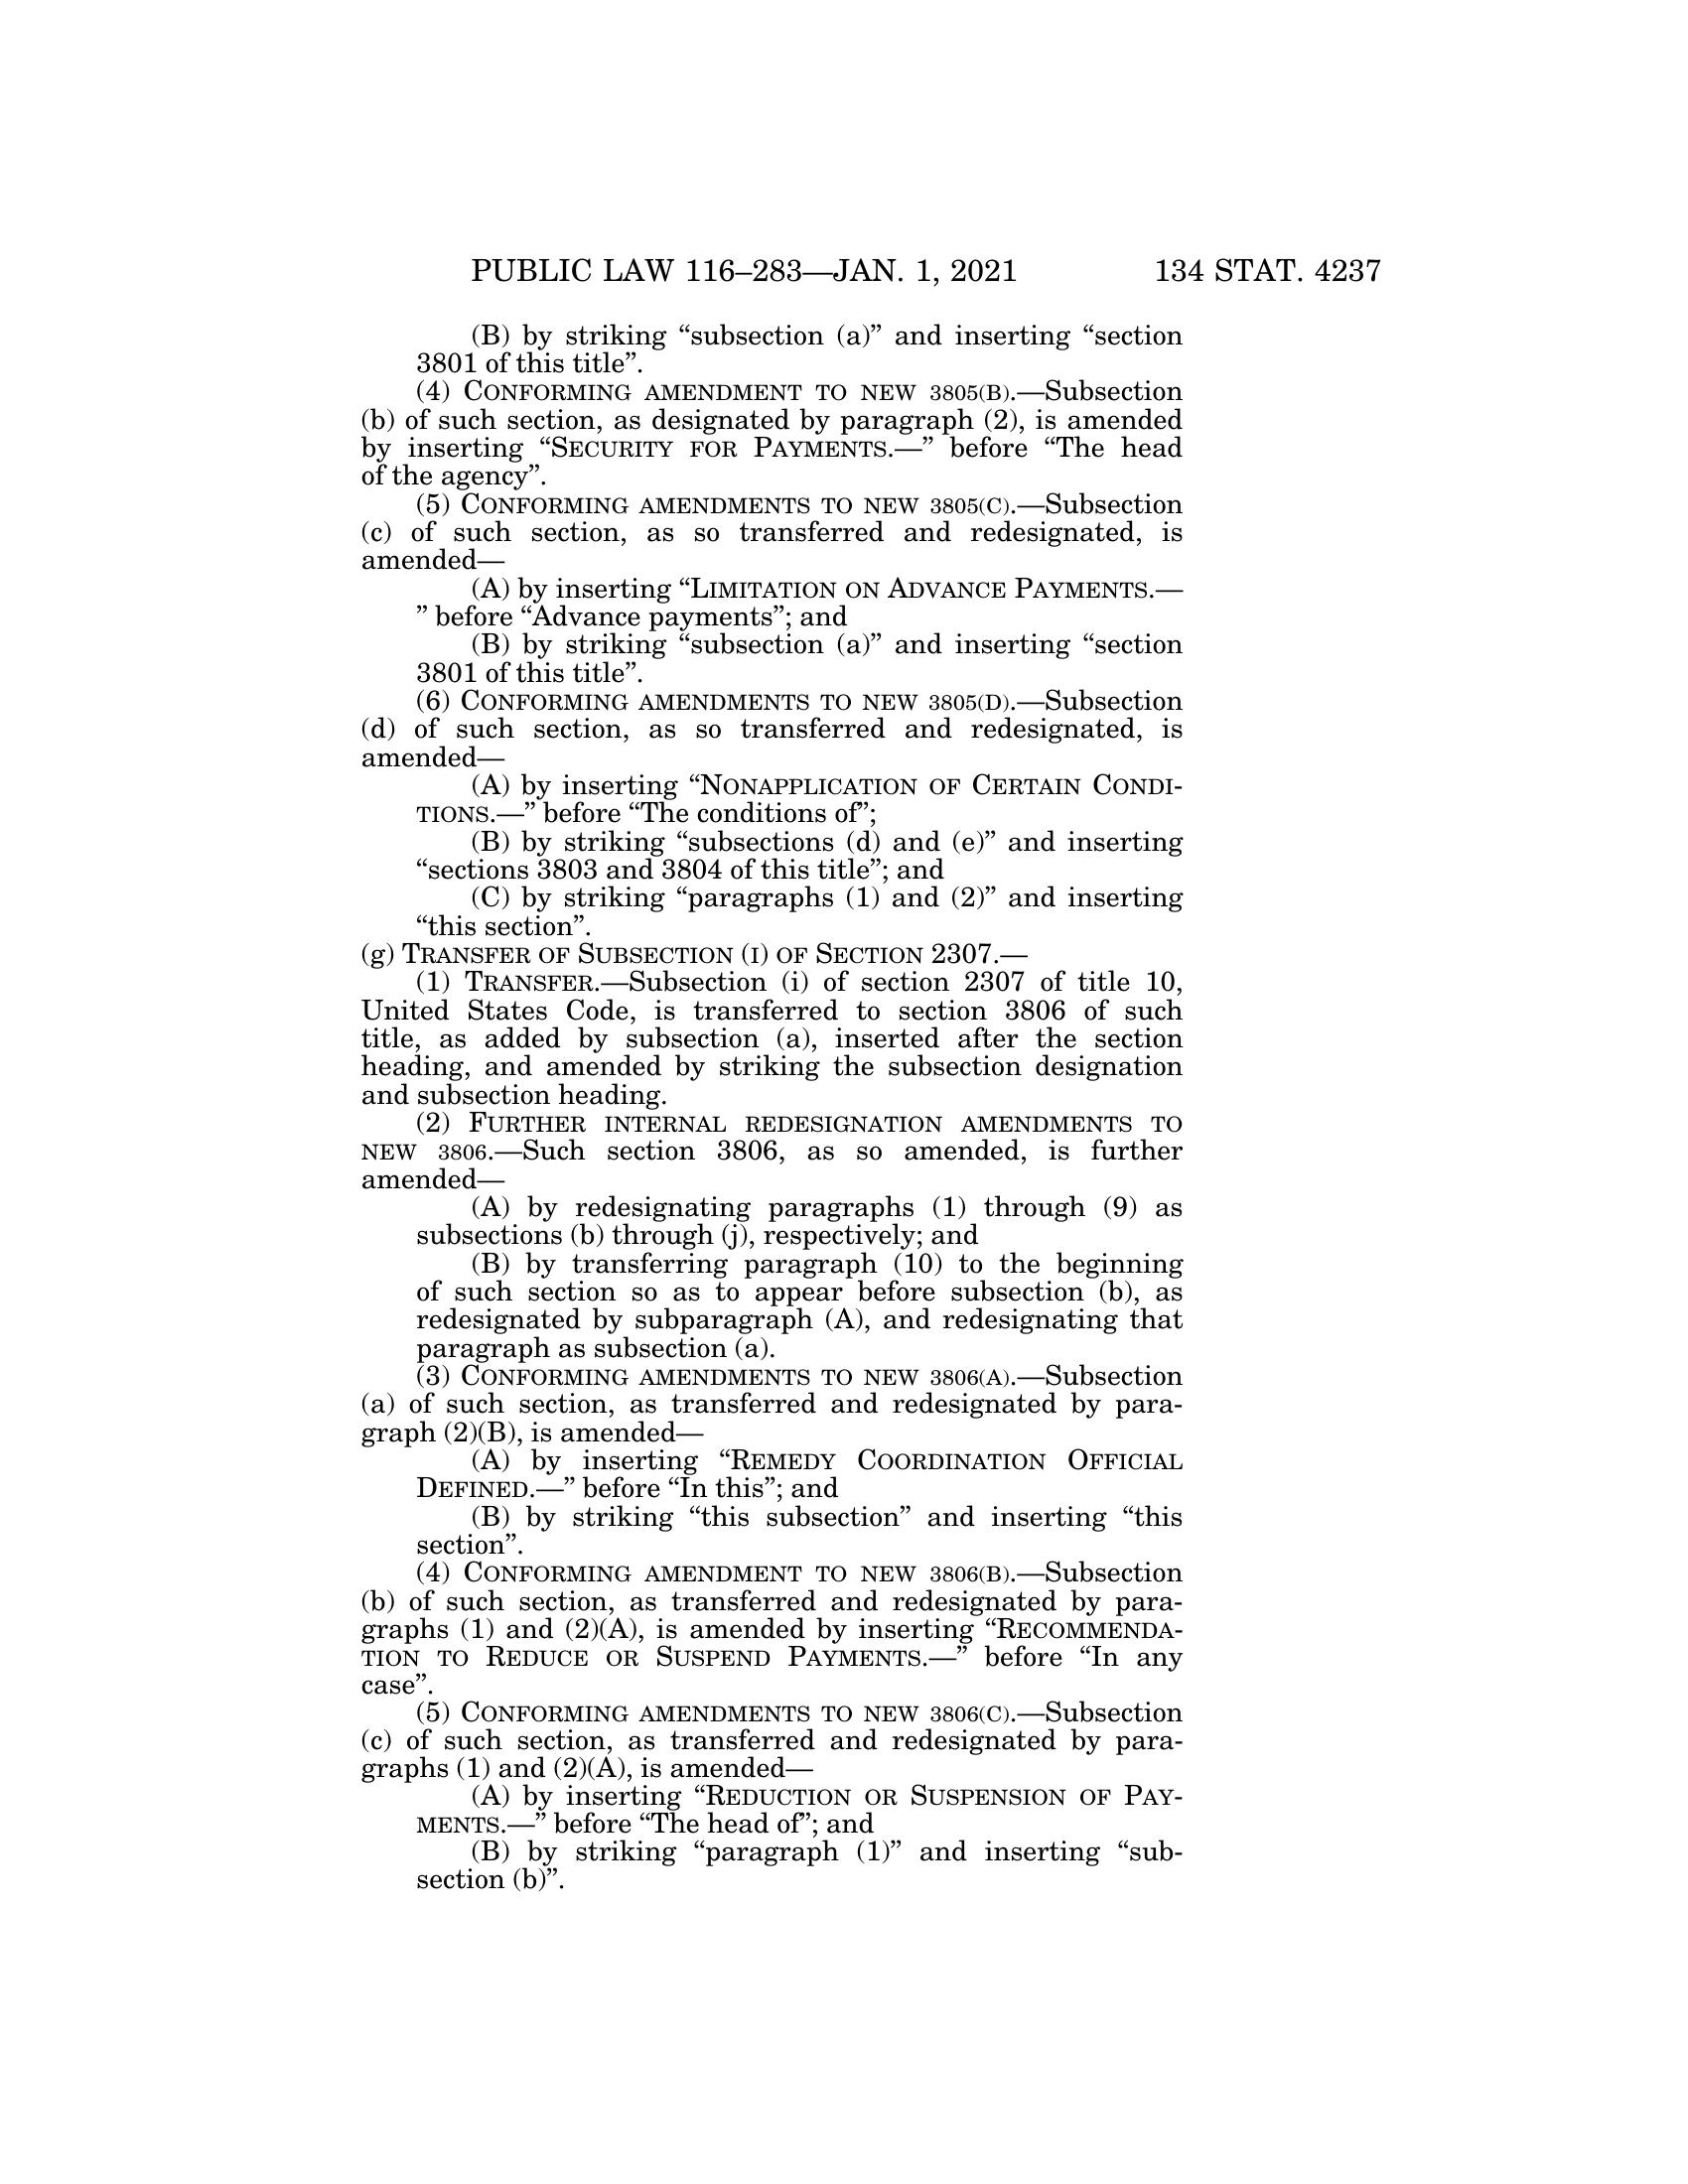 PUBLIC LAW 116–283—JAN. 1, 2021 134 STAT. 4237
(B) by striking “subsection (a)” and inserting “section
3801 of this title”.
(4) CONFORMING AMENDMENT TO NEW 3805(B).—Subsection
(b) of such section, as designated by paragraph (2), is amended
by inserting “SECURITY FOR PAYMENTS.—” before “The head
of the agency”.
(5) CONFORMING AMENDMENTS TO NEW 3805(C).—Subsection
(c) of such section, as so transferred and redesignated, is
amended—
(A) by inserting “LIMITATION ON ADVANCE PAYMENTS.—
” before “Advance payments”; and
(B) by striking “subsection (a)” and inserting “section
3801 of this title”.
(6) CONFORMING AMENDMENTS TO NEW 3805(D).—Subsection
(d) of such section, as so transferred and redesignated, is
amended—
(A) by inserting “NONAPPLICATION OF CERTAIN CONDI-
TIONS.—” before “The conditions of”;
(B) by striking “subsections (d) and (e)” and inserting
“sections 3803 and 3804 of this title”; and
(C) by striking “paragraphs (1) and (2)” and inserting
“this section”.
(g) TRANSFER OF SUBSECTION (I) OF SECTION 2307.—
(1) TRANSFER.—Subsection (i) of section 2307 of title 10,
United States Code, is transferred to section 3806 of such
title, as added by subsection (a), inserted after the section
heading, and amended by striking the subsection designation
and subsection heading.
(2) FURTHER INTERNAL REDESIGNATION AMENDMENTS TO
NEW 3806.—Such section 3806, as so amended, is further
amended—
(A) by redesignating paragraphs (1) through (9) as
subsections (b) through (j), respectively; and
(B) by transferring paragraph (10) to the beginning
of such section so as to appear before subsection (b), as
redesignated by subparagraph (A), and redesignating that
paragraph as subsection (a).
(3) CONFORMING AMENDMENTS TO NEW 3806(A).—Subsection
(a) of such section, as transferred and redesignated by para-
graph (2)(B), is amended—
(A) by inserting “REMEDY COORDINATION OFFICIAL
DEFINED.—” before “In this”; and
(B) by striking “this subsection” and inserting “this
section”.
(4) CONFORMING AMENDMENT TO NEW 3806(B).—Subsection
(b) of such section, as transferred and redesignated by para-
graphs (1) and (2)(A), is amended by inserting “RECOMMENDA-
TION TO REDUCE OR SUSPEND PAYMENTS.—” before “In any
case”.
(5) CONFORMING AMENDMENTS TO NEW 3806(C).—Subsection
(c) of such section, as transferred and redesignated by para-
graphs (1) and (2)(A), is amended—
(A) by inserting “REDUCTION OR SUSPENSION OF PAY-
MENTS.—” before “The head of”; and
(B) by striking “paragraph (1)” and inserting “sub-
section (b)”.